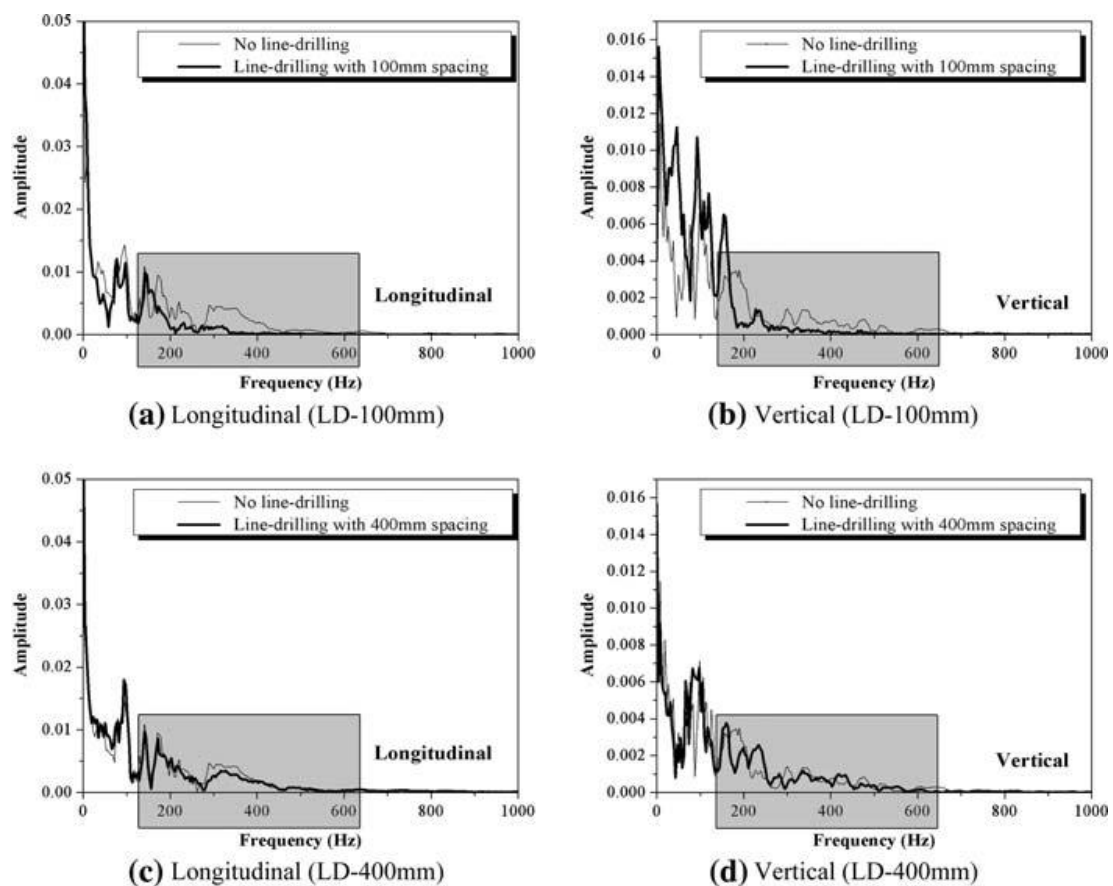 No line-drilling
Line-drilling with 100mm spacing
Amplitude
0.05
0.04
0.03
0.02
0.01
0.00
Longitudinal
0 200 400 600 800 1000
Frequency (Hz)
(a) Longitudinal (LD-100mm)
No line-drilling
Line-drilling with 100mm spacing
Amplitude
0.016
0.014
0.012
0.010
0.008
0.006
0.004
0.002
0.000
Vertical
0 200 400 600 800 1000
Frequency (Hz)
(b) Vertical (LD-100mm)
No line-drilling
Line-drilling with 400mm spacing
Amplitude
0.05
0.04
0.03
0.02
0.01
0.00
Longitudinal
0 200 400 600 800 1000
Frequency (Hz)
(c) Longitudinal (LD-400mm)
No line-drilling
Line-drilling with 400mm spacing
Amplitude
0.016
0.014
0.012
0.010
0.008
0.006
0.004
0.002
0.000
Vertical
0 200 400 600 800 1000
Frequency (Hz)
(d) Vertical (LD-400mm)